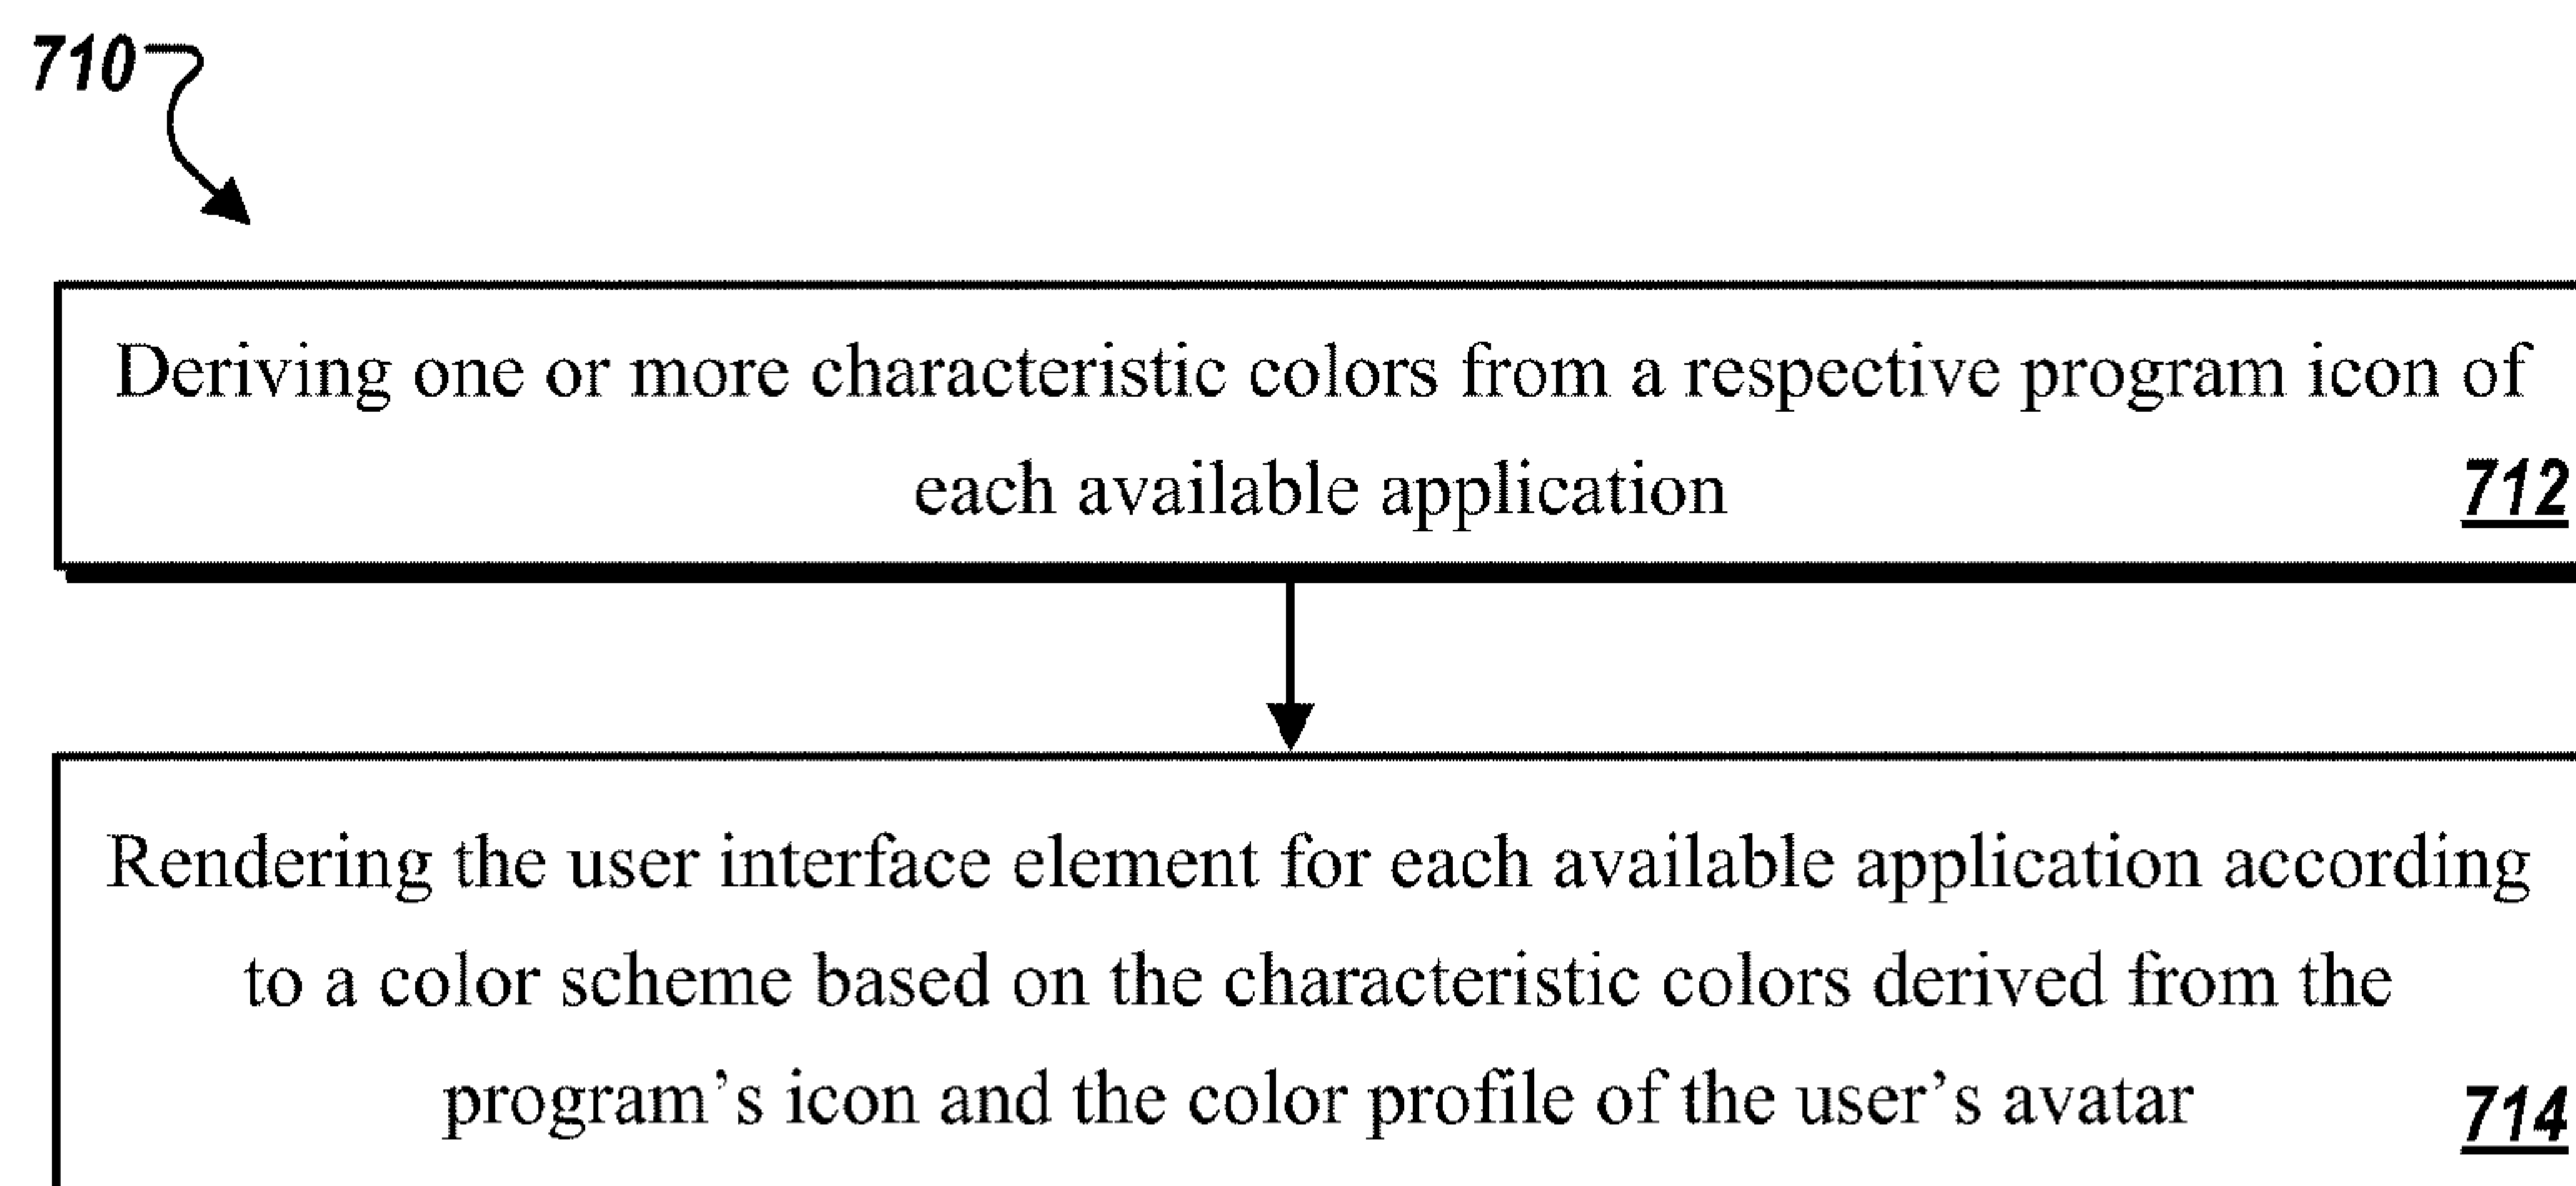 710
Deriving one or more characteristic colors from a respective program icon of
each available application
712
Rendering the user interface element for each available application according
to a color scheme based on the characteristic colors derived from the
program’s icon and the color profile of the user’s avatar
714